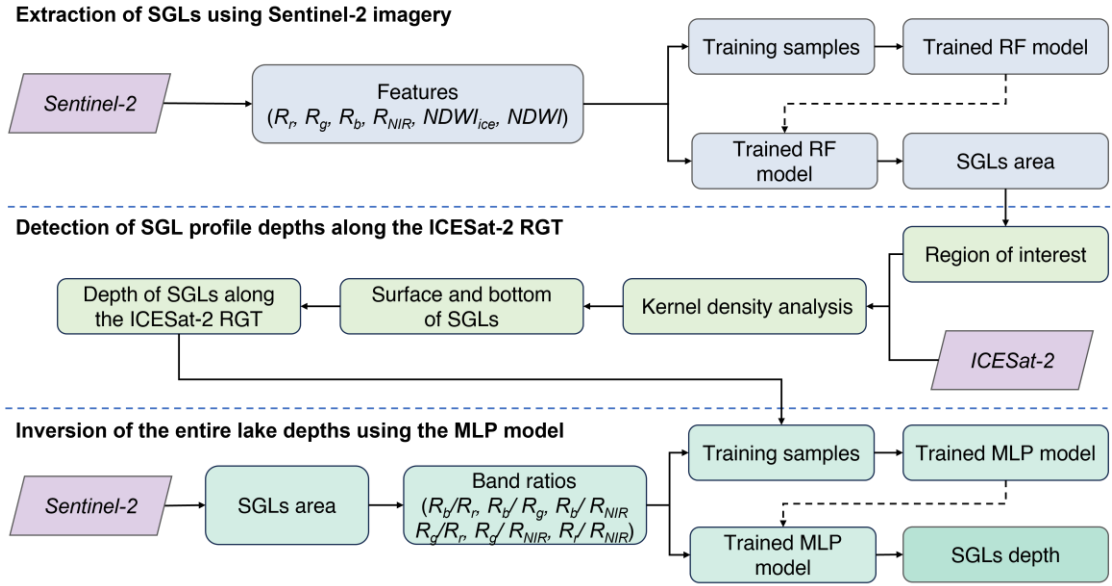 Extraction of SGLs using Sentinel-2 imagery
Sentinel-2
Features
(Rr, Rg, Rb, RNIR, NDWIice, NDWI)
Training samples
Trained RF model
Trained RF
model
SGLs area
Detection of SGL profile depths along the ICESat-2 RGT
Region of interest
Kernel density analysis
Surface and bottom
of SGLs
Depth of SGLs along
the ICESat-2 RGT
ICESat-2
Inversion of the entire lake depths using the MLP model
Sentinel-2
SGLs area
Band ratios
(Rb/Rr, Rb/Rg, Rb/RNIR
Rg/Rr, Rg/RNIR, Rr/RNIR)
Training samples
Trained MLP model
Trained MLP
model
SGLs depth